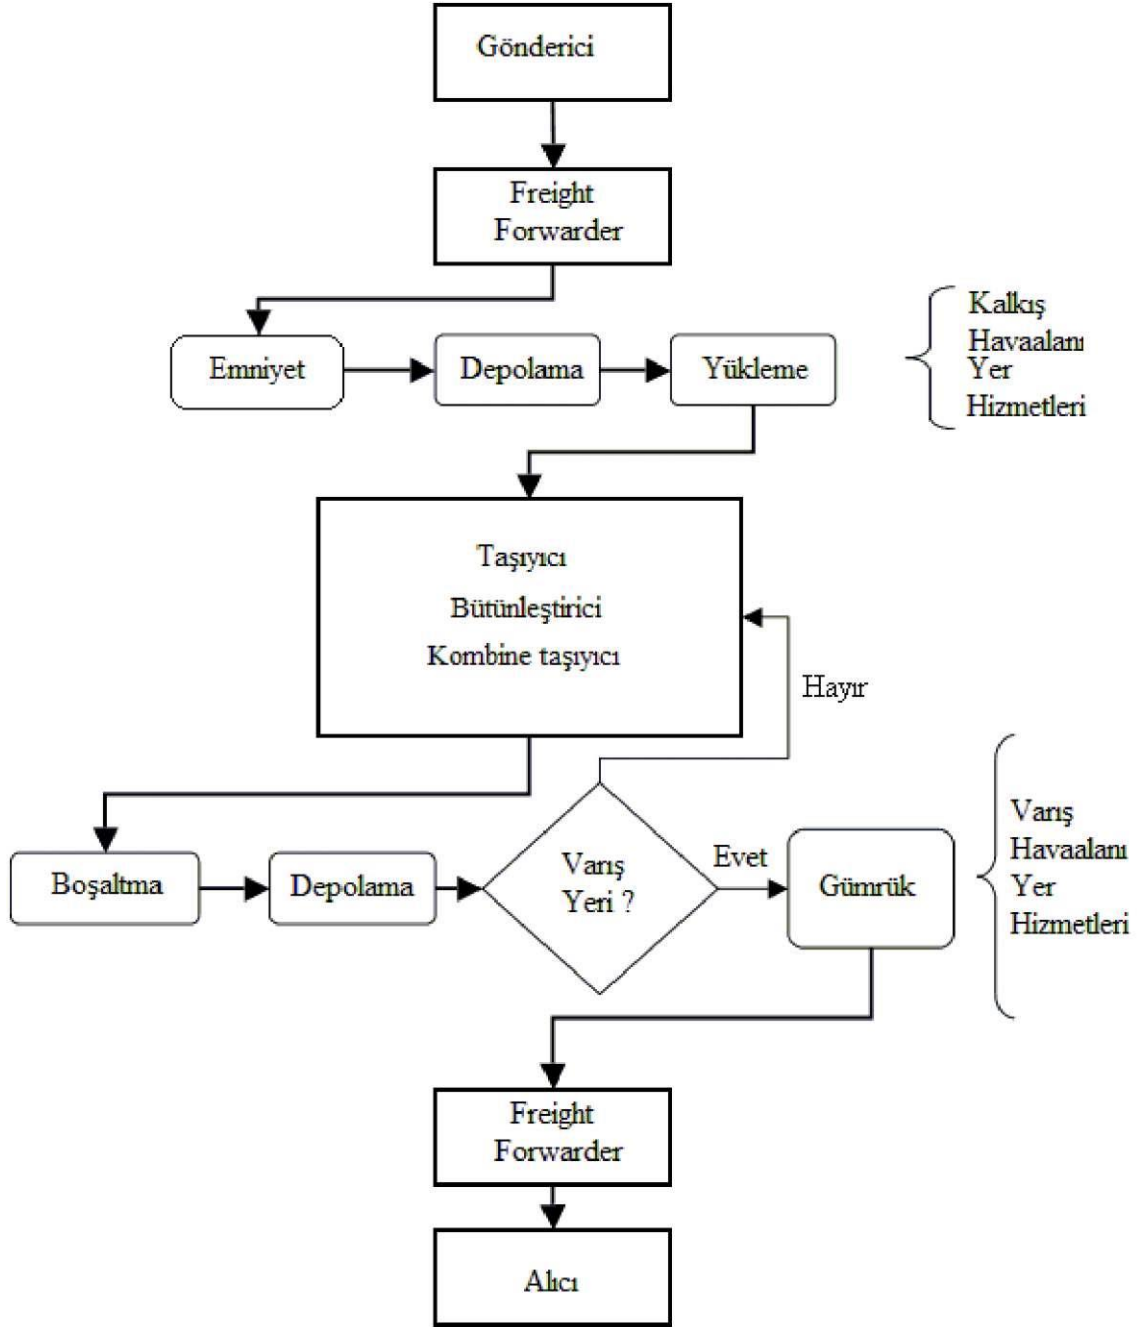 Gönderici
Freight
Forwarder
Emniyet
Depolama
Yükleme
Kalkış
Havaalanı
Yer
Hizmetleri
Taşıyıcı
Bütünleştirici
Kombine taşıyıcı
Hayır
Boşaltma
Depolama
Varış
Yeri ?
Evet
Gümrük
Varış
Havaalanı
Yer
Hizmetleri
Freight
Forwarder
Alıcı